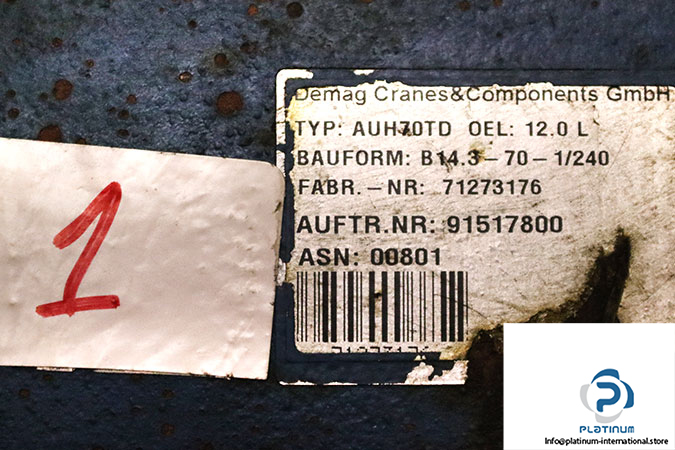 Demag Cranes&Components GmbH
TYP: AUH70TD OEL: 12.0 L
BAUFORM: B14.3-70-1/240
FABR.-NR: 71273176
AUFTR.NR: 91517800
ASN: 00801
1
PLATINUM
Info@platinum-international.store